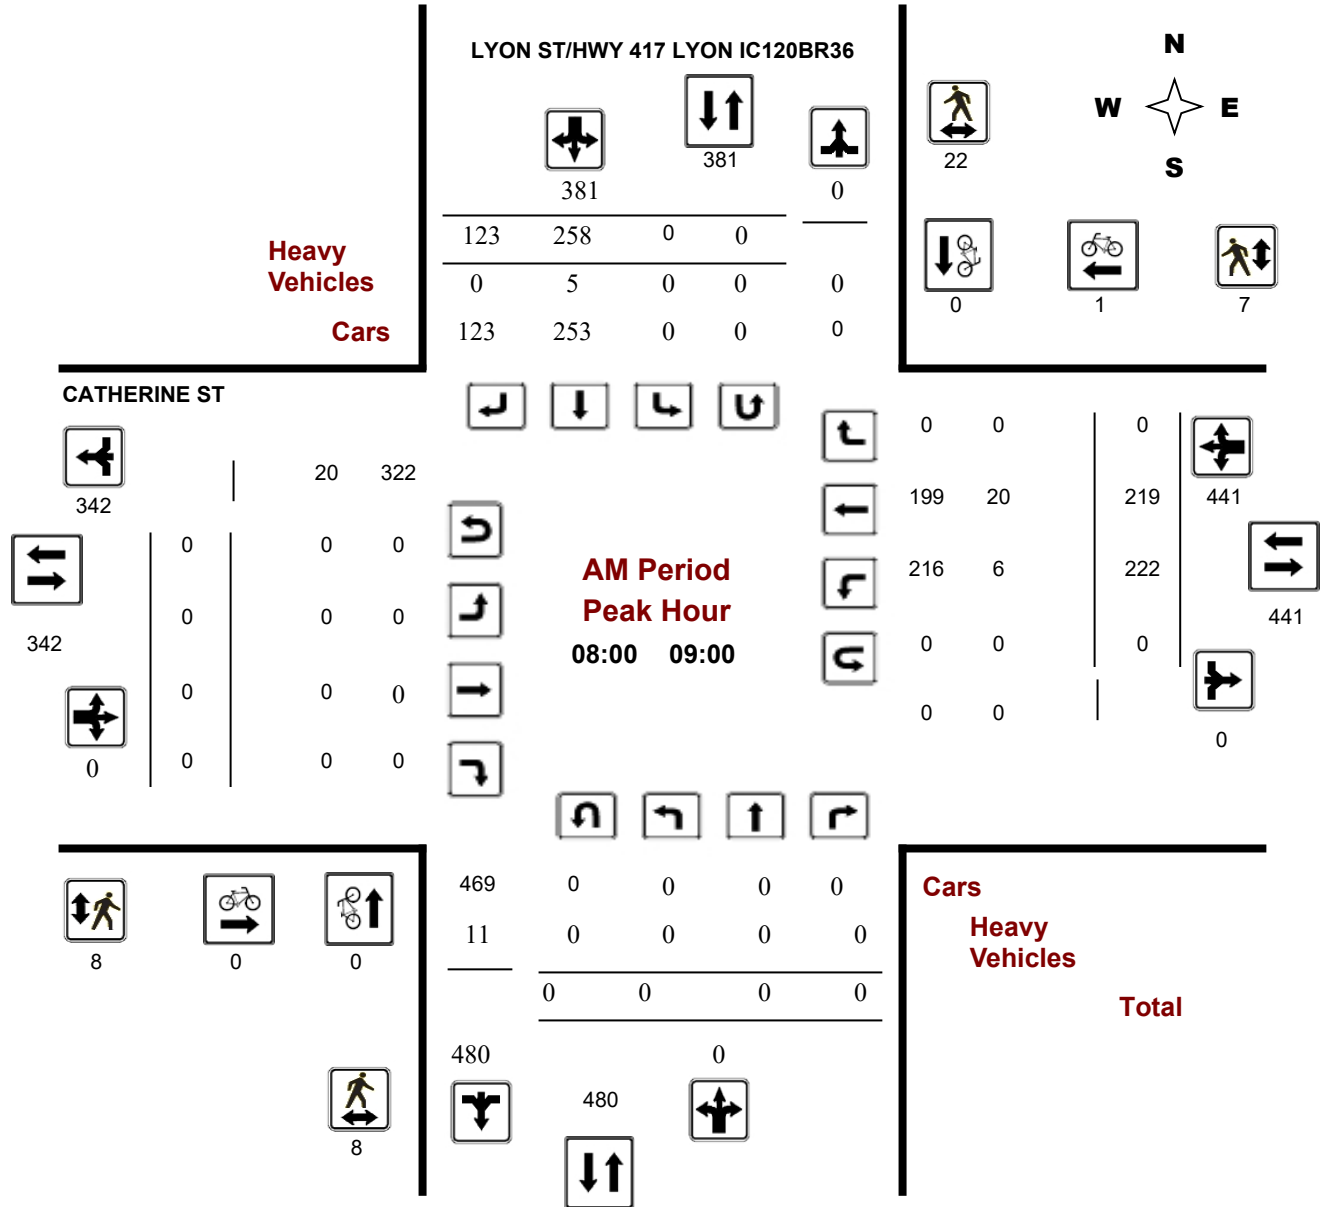 LYON ST/HWY 417 LYON IC120BR36
N
W E
S
381
22
381 0
123 258 0 0
Heavy
Vehicles
0 5 0 0 0
0 1 7
Cars
123 253 0 0 0
CATHERINE ST
0 0 0
20 322
342
199 20 219 441
0 0 0
AM Period
216 6 222
Peak Hour
0 0 0
441
342
08:00 09:00
0 0 0
0 0 0
0 0
0
0 0 0
0
469 0 0 0 0
Cars
11 0 0 0 0
Heavy
Vehicles
8 0 0
0 0 0 0
Total
480 0
480
8